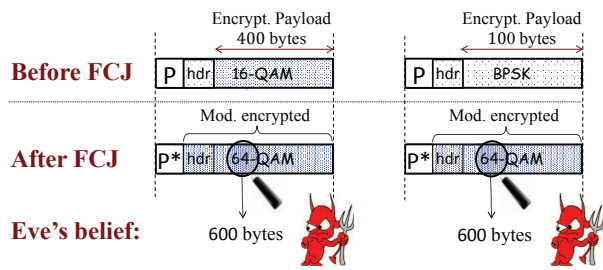 Encrypt. Payload Encrypt. Payload
400 bytes 100 bytes
Before FCJ P hdr 16-QAM P hdr BPSK
Mod. encrypted Mod. encrypted
After FCJ P* hdr 64-QAM P* hdr 64-QAM
Eve's belief: 600 bytes 600 bytes